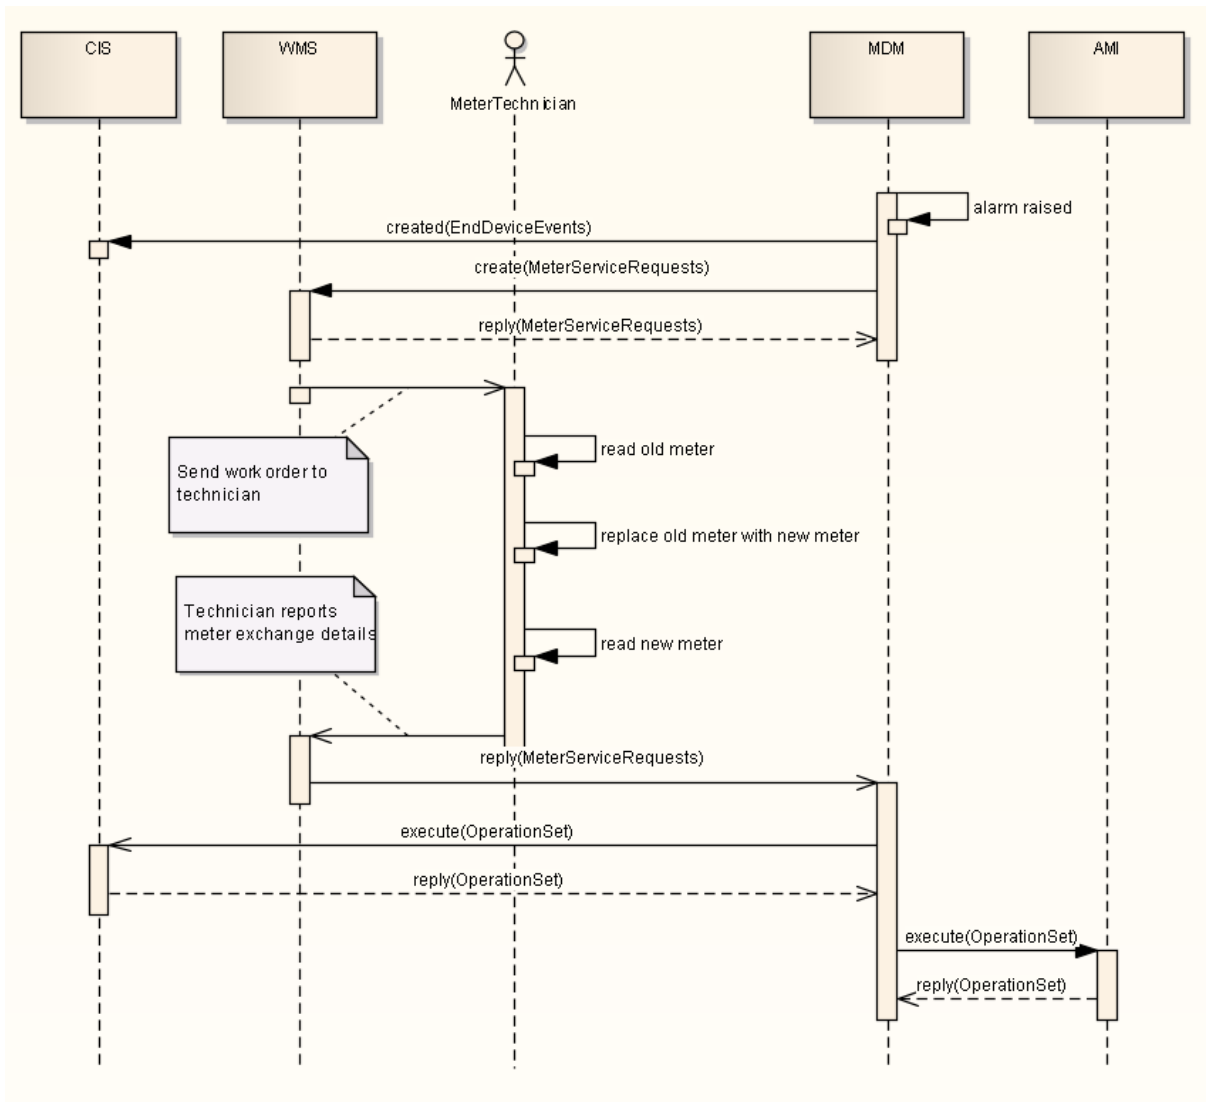 CIS
WMS
MeterTechnician
MDM
AMI
alarm raised
created(EndDeviceEvents)
create(MeterServiceRequests)
reply(MeterServiceRequests)
Send work order to
technician
read old meter
replace old meter with new meter
Technician reports
meter exchange details
read new meter
reply(MeterServiceRequests)
execute(OperationSet)
reply(OperationSet)
execute(OperationSet)
reply(OperationSet)